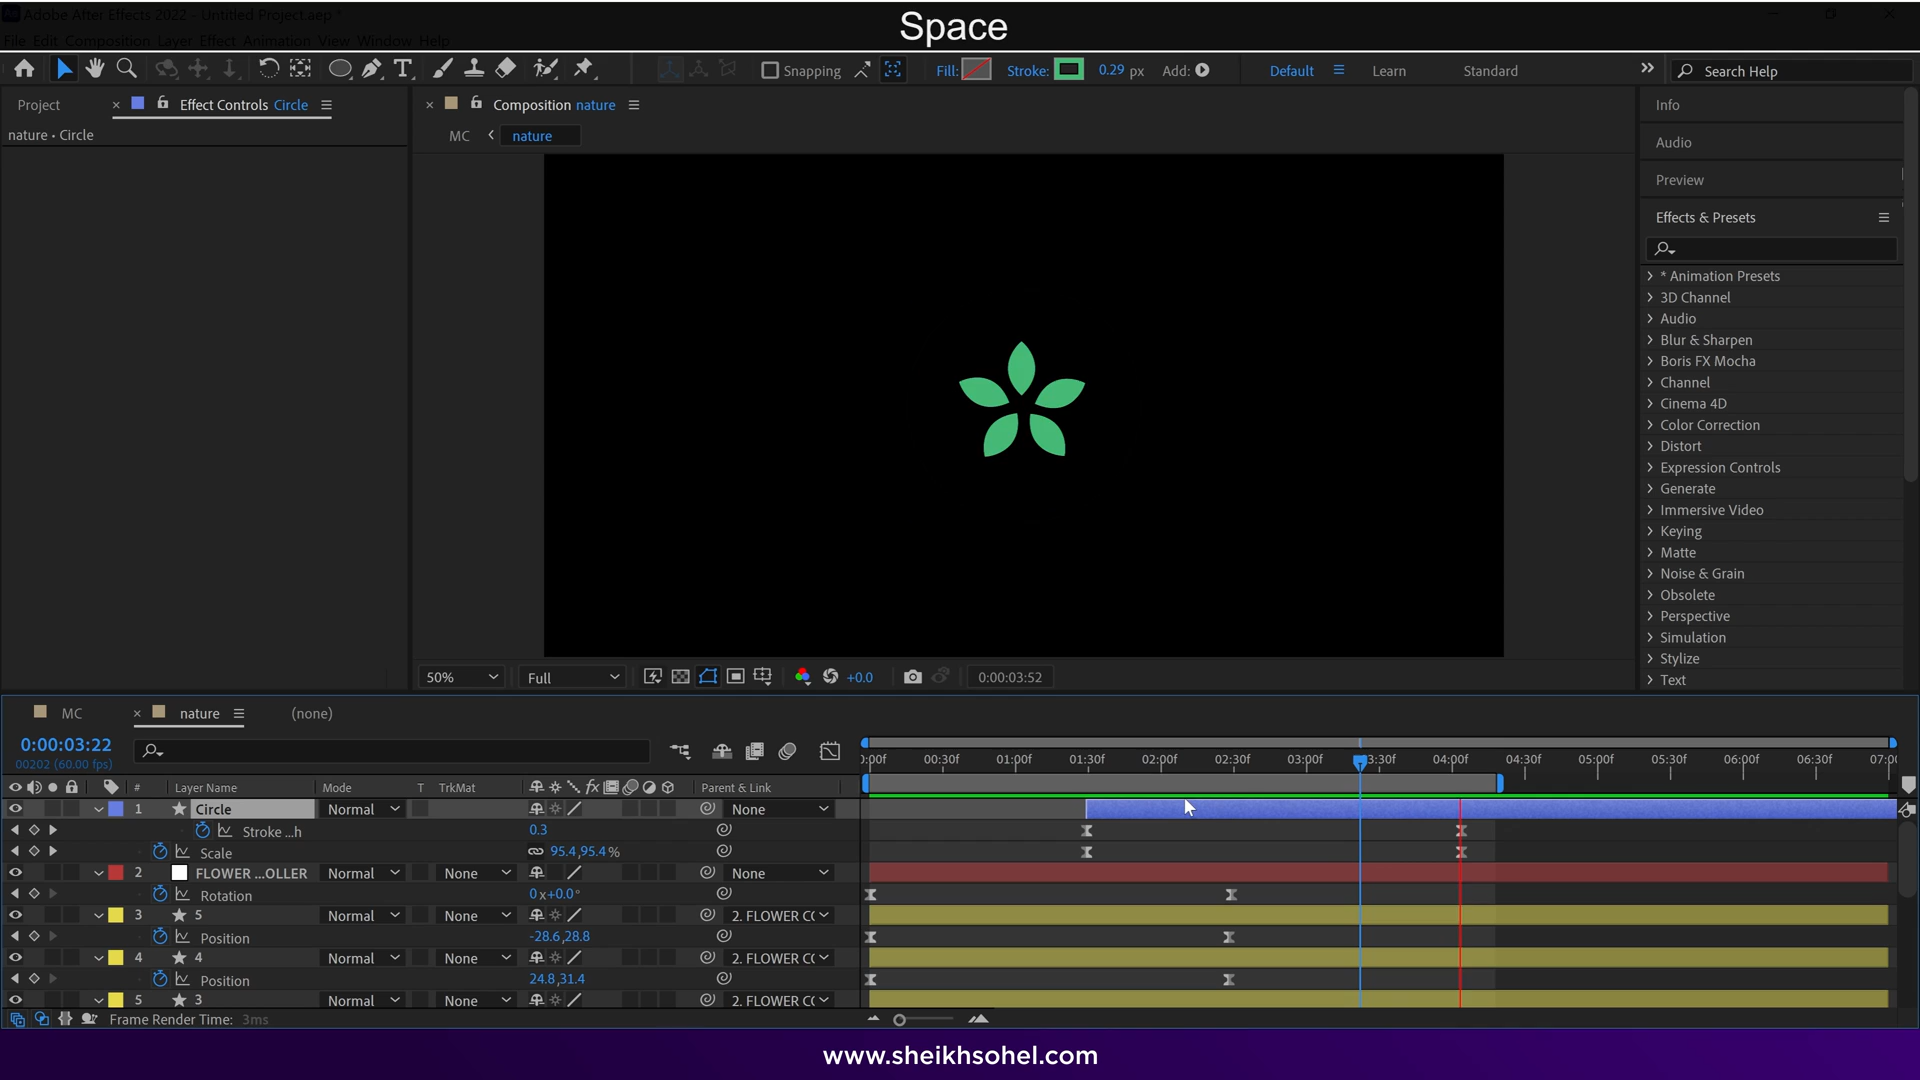 Adobe After Effects 2022 - Untitled Project.aep *
Space
File Edit Composition Layer Effect Animation View Window Help
Snapping
Fill: Stroke: 0.29 px Add:
Default Learn Standard
Search Help
Project Effect Controls Circle
Composition nature
nature • Circle
MC nature
Info
Audio
Preview
Effects & Presets
* Animation Presets
3D Channel
Audio
Blur & Sharpen
Boris FX Mocha
Channel
Cinema 4D
Color Correction
Distort
Expression Controls
Generate
Immersive Video
Keying
Matte
Noise & Grain
Obsolete
Perspective
Simulation
Stylize
Text
50% Full +0.0 0:00:03:52
MC nature (none)
0:00:03:22
00202 (60.00 fps)
:00f 00:30f 01:00f 01:30f 02:00f 02:30f 03:00f 03:30f 04:00f 04:30f 05:00f 05:30f 06:00f 06:30f 07:00
# Layer Name Mode T TrkMat fx Parent & Link
1 Circle Normal None
Stroke ...h 0.3
Scale 95.4,95.4 %
2 FLOWER ...OLLER Normal None None
Rotation 0 x+0.0°
3 5 Normal None 2. FLOWER CO
Position -28.6,28.8
4 4 Normal None 2. FLOWER CO
Position 24.8,31.4
5 3 Normal None 2. FLOWER CO
Frame Render Time: 3ms
www.sheikhsohel.com